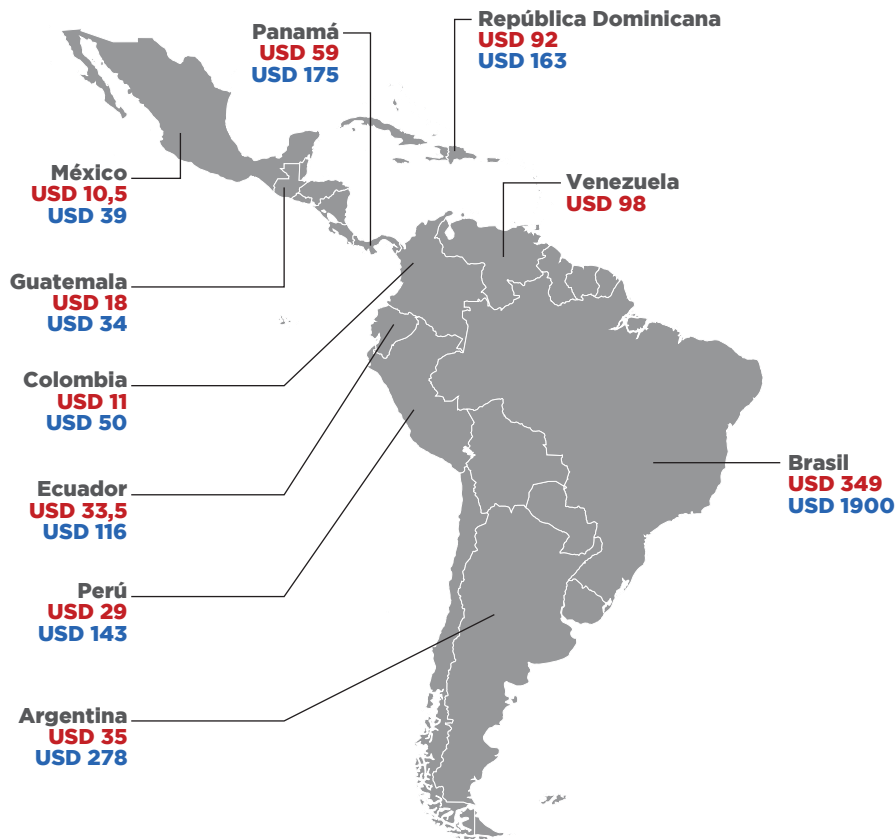 Panamá
USD 59
USD 175
República Dominicana
USD 92
USD 163
México
USD 10,5
USD 39
Venezuela
USD 98
Guatemala
USD 18
USD 34
Colombia
USD 11
USD 50
Ecuador
USD 33,5
USD 116
Brasil
USD 349
USD 1900
Perú
USD 29
USD 143
Argentina
USD 35
USD 278